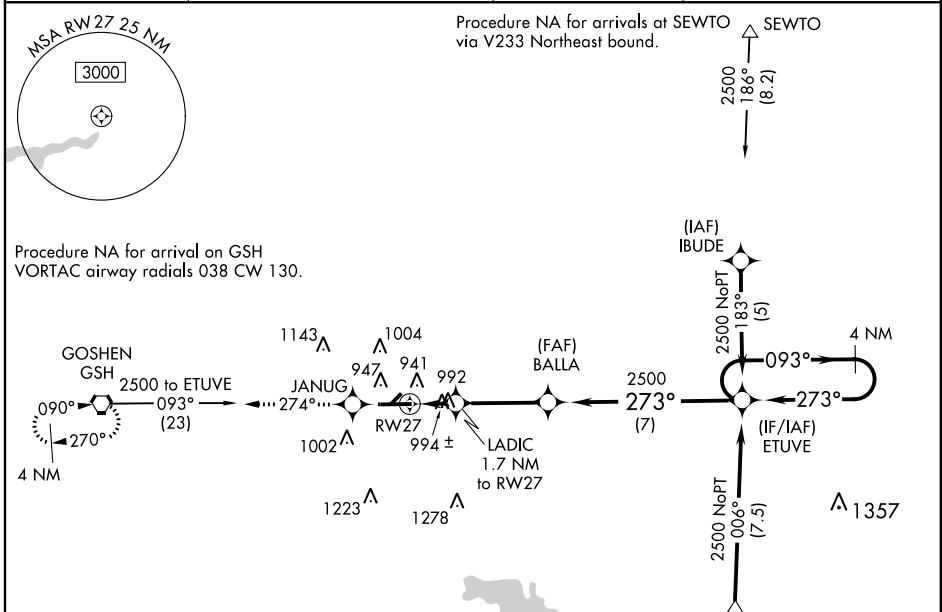 MSA RW27 25 NM
3000
Procedure NA for arrivals at SEWTO
via V233 Northeast bound.
SEWTO
2500
186°
(8.2)
Procedure NA for arrival on GSH
VORTAC airway radials 038 CW 130.
(IAF)
IBUDE
2500 NoPT
183°
(5)
4 NM
093°
273°
(IF/IAF)
ETUVE
1143
1004
947
941
992
(FAF)
BALLA
2500
273°
(7)
GOSHEN
GSH
2500 to ETUVE
093°
(23)
090°
270°
4 NM
JANUG
274°
RW27
1002
994 ±
LADIC
1.7 NM
to RW27
1223
1278
2500 NoPT
006°
(7.5)
1357